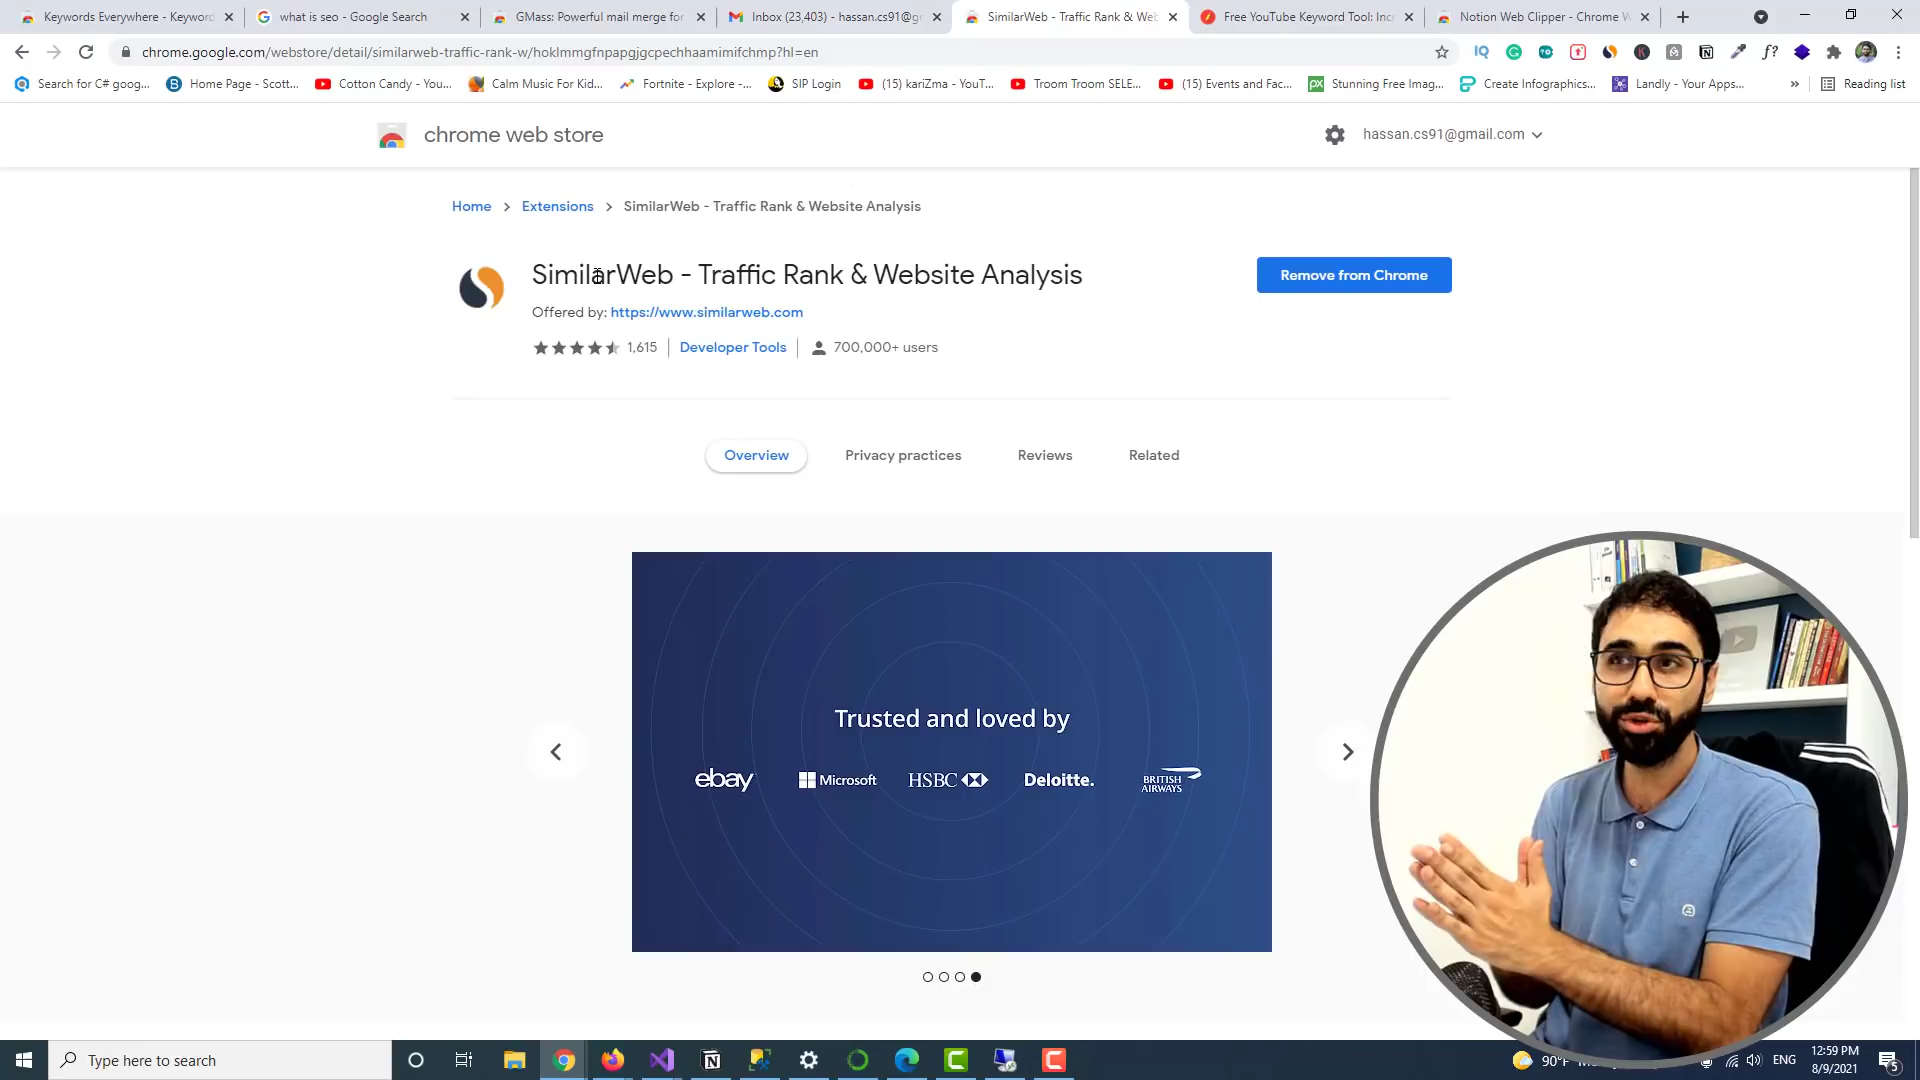 Keywords Everywhere - Keyword
what is seo - Google Search
GMass: Powerful mail merge for
Inbox (23,403) - hassan.cs91@g
SimilarWeb - Traffic Rank & Web
Free YouTube Keyword Tool: Inc
Notion Web Clipper - Chrome W
chrome.google.com/webstore/detail/similarweb-traffic-rank-w/hoklmmgfnpapgjgcpechhaamimifchmp?hl=en
Search for C# goog...
Home Page - Scott...
Cotton Candy - You...
Calm Music For Kid...
Fortnite - Explore -...
SIP Login
(15) kariZma - YouT...
Troom Troom SELE...
(15) Events and Fac...
Stunning Free Imag...
Create Infographics...
Landly - Your Apps...
»
Reading list
chrome web store
hassan.cs91@gmail.com
Home > Extensions > SimilarWeb - Traffic Rank & Website Analysis
SimilarWeb - Traffic Rank & Website Analysis
Remove from Chrome
Offered by: https://www.similarweb.com
1,615
Developer Tools
700,000+ users
Overview
Privacy practices
Reviews
Related
Trusted and loved by
ebay
Microsoft
HSBC
Deloitte.
BRITISH AIRWAYS
Type here to search
90°F
ENG
12:59 PM
8/9/2021
5